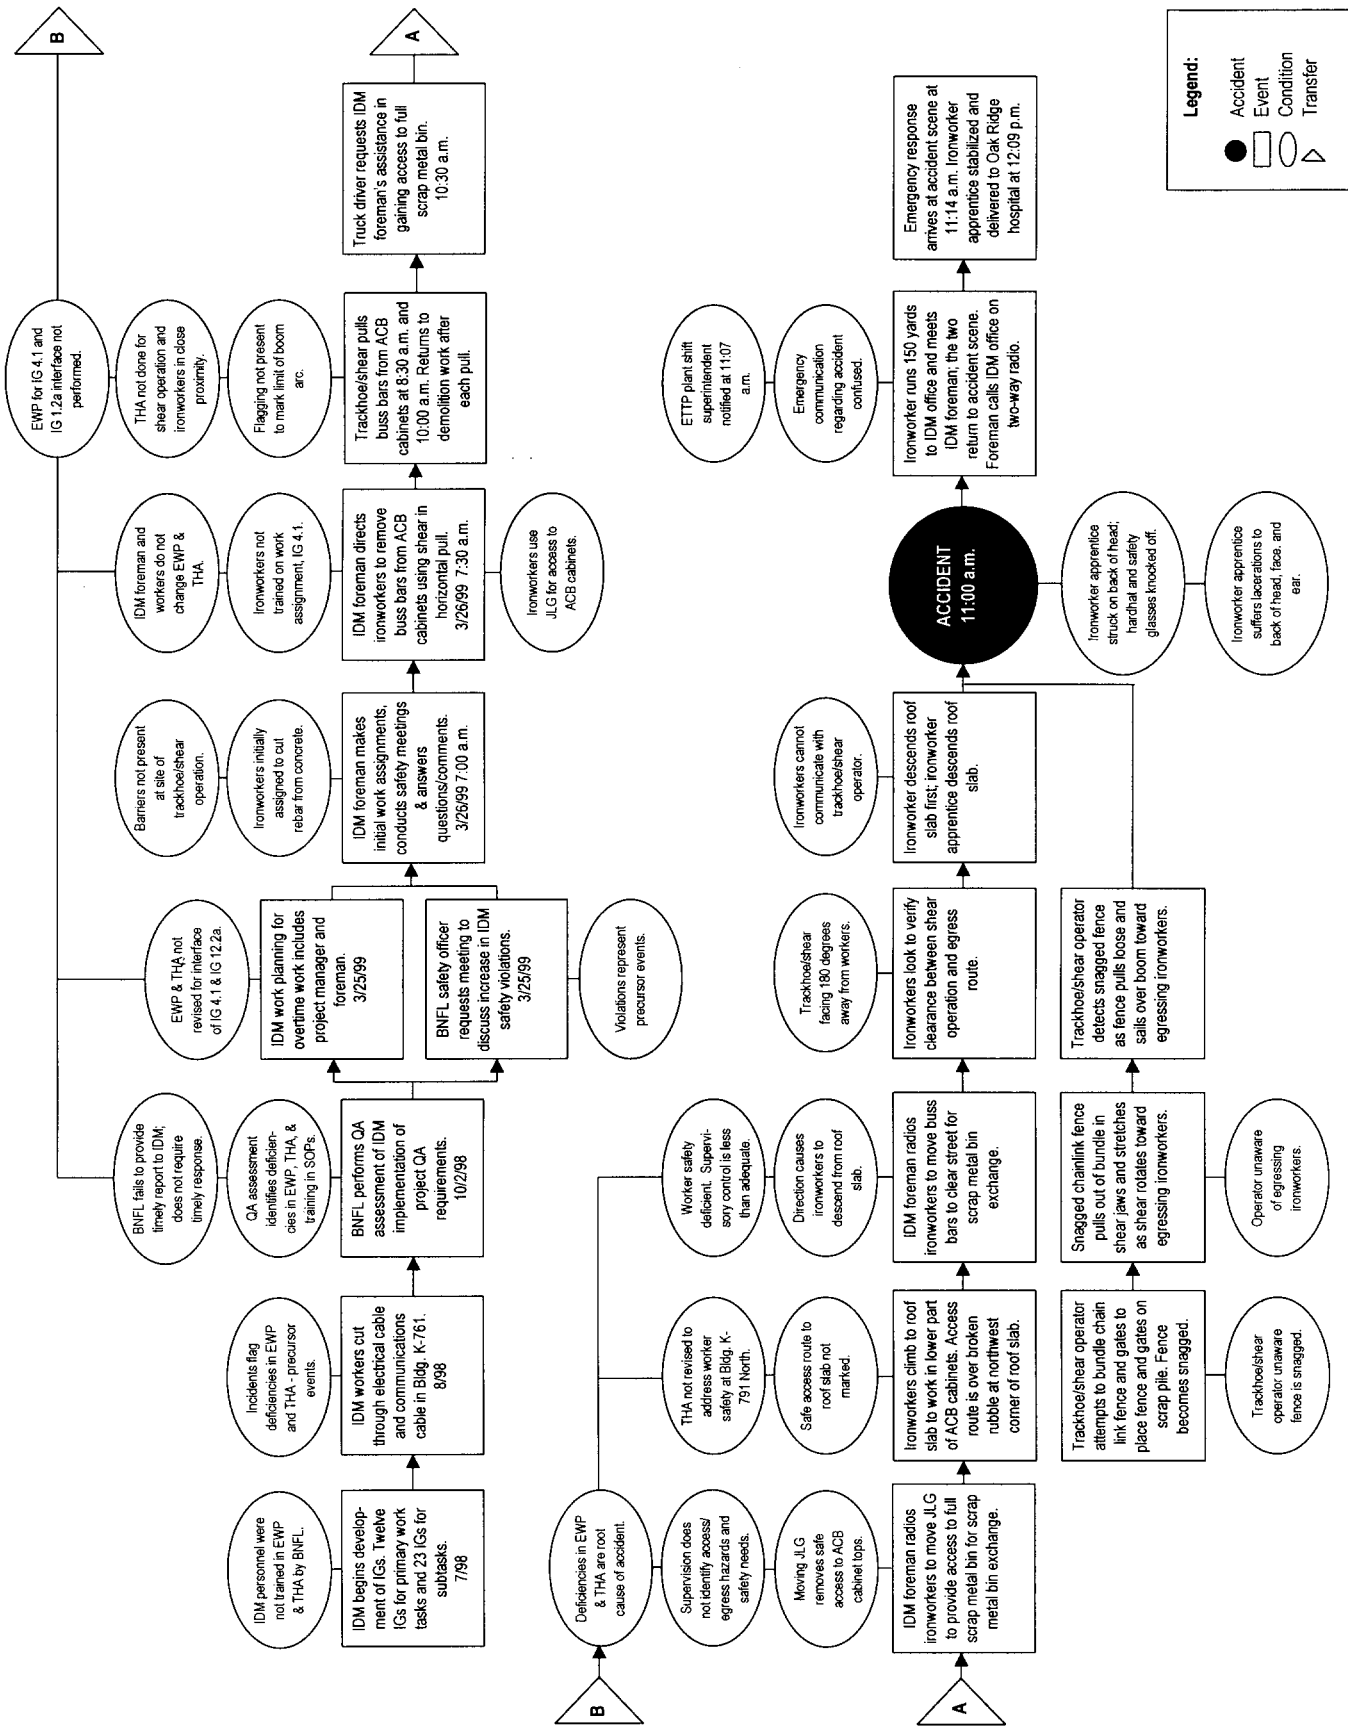 IDM personnel were
not trained in EWP
& THA by BNFL.
IDM begins develop-
ment of IGs. Twelve
IGs for primary work
tasks and 23 IGs for
subtasks.
7/98
Incidents flag
deficiencies in EWP
and THA - precursor
events.
IDM workers cut
through electrical cable
and communications
cable in Bldg. K-761.
8/98
BNFL fails to provide
timely report to IDM;
does not require
timely response.
QA assessment
identifies deficien-
cies in EWP, THA, &
training in SOPs.
BNFL performs QA
assessment of IDM
implementation of
project QA
requirements.
10/2/98
EWP & THA not
revised for interface
of IG 4.1 & IG 12.2a.
IDM work planning for
overtime work includes
project manager and
foreman.
3/25/99
BNFL safety officer
requests meeting to
discuss increase in IDM
safety violations.
3/25/99
Violations represent
precursor events.
Barriers not present
at site of
trackhoe/shear
operation.
Ironworkers initially
assigned to cut
rebar from concrete.
IDM foreman makes
initial work assignments,
conducts safety meetings
& answers
questions/comments.
3/26/99 7:00 a.m.
IDM foreman and
workers do not
change EWP &
THA.
Ironworkers not
trained on work
assignment, IG 4.1.
IDM foreman directs
ironworkers to remove
buss bars from ACB
cabinets using shear in
horizontal pull.
3/26/99 7:30 a.m.
Ironworkers use
JLG for access to
ACB cabinets.
EWP for IG 4.1 and
IG 1.2a interface not
performed.
THA not done for
shear operation and
ironworkers in close
proximity.
Flagging not present
to mark limit of boom
arc.
Trackhoe/shear pulls
buss bars from ACB
cabinets at 8:30 a.m. and
10:00 a.m. Returns to
demolition work after
each pull.
Truck driver requests IDM
foreman's assistance in
gaining access to full
scrap metal bin.
10:30 a.m.
B
A
B
Deficiencies in EWP
& THA are root
cause of accident.
Supervision does
not identify access/
egress hazards and
safety needs.
Moving JLG
removes safe
access to ACB
cabinet tops.
A
IDM foreman radios
ironworkers to move JLG
to provide access to full
scrap metal bin for scrap
metal bin exchange.
THA not revised to
address worker
safety at Bldg. K-
791 North.
Safe access route to
roof slab not
marked.
Ironworkers climb to roof
slab to work in lower part
of ACB cabinets. Access
route is over broken
rubble at northwest
corner of roof slab.
Worker safety
deficient. Supervi-
sory control is less
than adequate.
Direction causes
ironworkers to
descend from roof
slab.
IDM foreman radios
ironworkers to move buss
bars to clear street for
scrap metal bin
exchange.
Trackhoe/shear
facing 180 degrees
away from workers.
Ironworkers look to verify
clearance between shear
operation and egress
route.
Ironworkers cannot
communicate with
trackhoe/shear
operator.
Ironworker descends roof
slab first; ironworker
apprentice descends roof
slab.
Trackhoe/shear operator
attempts to bundle chain
link fence and gates to
place fence and gates on
scrap pile. Fence
becomes snagged.
Trackhoe/shear
operator unaware
fence is snagged.
Snagged chainlink fence
pulls out of bundle in
shear jaws and stretches
as shear rotates toward
egressing ironworkers.
Operator unaware
of egressing
ironworkers.
Trackhoe/shear operator
detects snagged fence
as fence pulls loose and
sails over boom toward
egressing ironworkers.
ACCIDENT
11:00 a.m.
Ironworker apprentice
struck on back of head;
hardhat and safety
glasses knocked off.
Ironworker apprentice
suffers lacerations to
back of head, face, and
ear.
ETTP plant shift
superintendent
notified at 11:07
a.m.
Emergency
communication
regarding accident
confused.
Ironworker runs 150 yards
to IDM office and meets
IDM foreman; the two
return to accident scene.
Foreman calls IDM office on
two-way radio.
Emergency response
arrives at accident scene at
11:14 a.m. Ironworker
apprentice stabilized and
delivered to Oak Ridge
hospital at 12:09 p.m.
Legend:
Accident
Event
Condition
Transfer